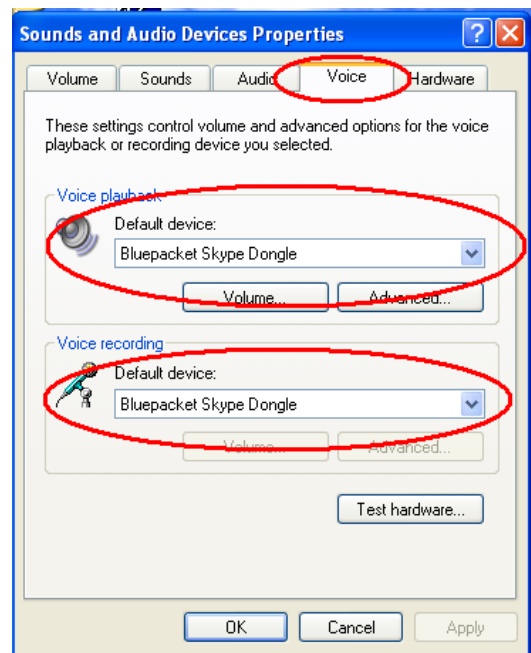 Sounds and Audio Devices Properties
Volume Sounds Audio Voice Hardware
These settings control volume and advanced options for the voice
playback or recording device you selected.
Voice playback
Default device:
Bluepacket Skype Dongle
Volume... Advanced...
Voice recording
Default device:
Bluepacket Skype Dongle
Volume... Advanced...
Test hardware...
OK Cancel Apply